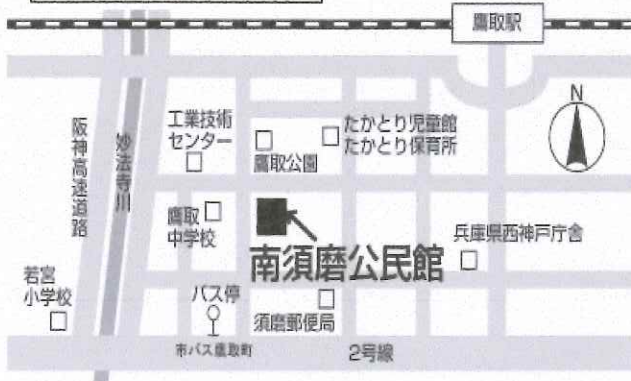 鷹取駅
N
工業技術
センター
たかとり児童館
たかとり保育所
鷹取公園
阪神高速道路
妙法寺川
鷹取
中学校
兵庫県西神戸庁舎
南須磨公民館
若宮
小学校
バス停
須磨郵便局
市バス鷹取町
2号線